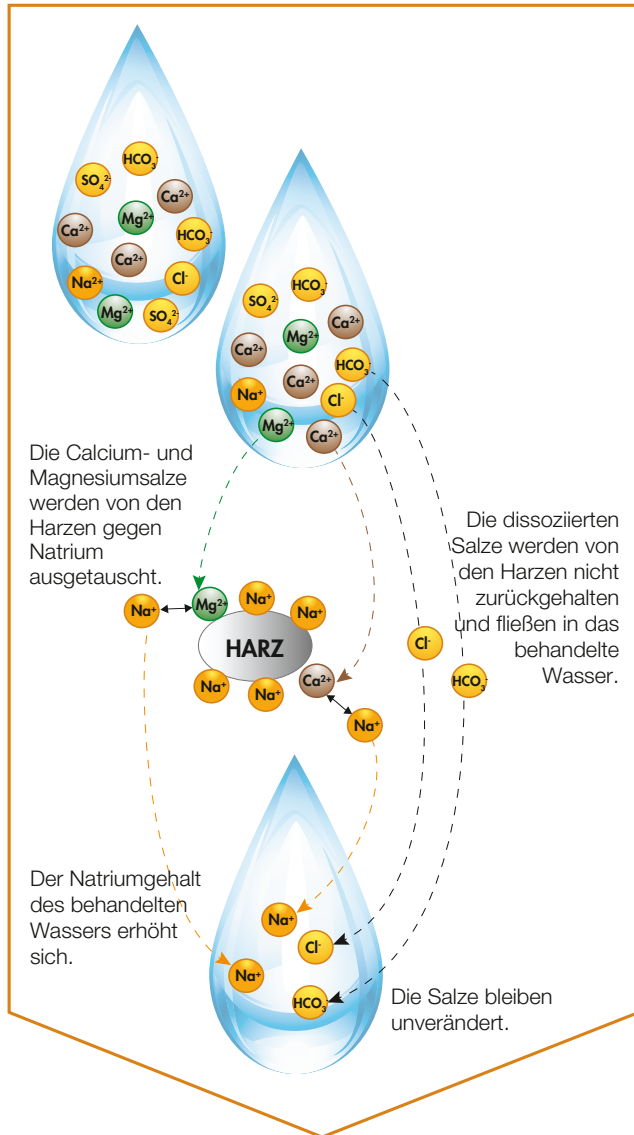 HCO₃⁻
SO₄²⁻
Ca²⁺
Mg²⁺
Ca²⁺
HCO₃⁻
Ca²⁺
Na²⁺
Cl⁻
Mg²⁺
SO₄²⁻
HCO₃⁻
SO₄²⁻
Ca²⁺
Mg²⁺
Ca²⁺
HCO₃⁻
Ca²⁺
Na⁺
Cl⁻
Mg²⁺
Ca²⁺
Die Calcium- und
Magnesiumsalze
werden von den
Harzen gegen
Natrium
ausgetauscht.
Die dissoziierten
Salze werden von
den Harzen nicht
zurückgehalten
und fließen in das
behandelte
Wasser.
Na⁺
Mg²⁺
Na⁺
Na⁺
HARZ
Na⁺
Na⁺
Ca²⁺
Na⁺
Cl⁻
HCO₃⁻
Der Natriumgehalt
des behandelten
Wassers erhöht
sich.
Na⁺
Cl⁻
Na⁺
HCO₃⁻
Die Salze bleiben
unverändert.